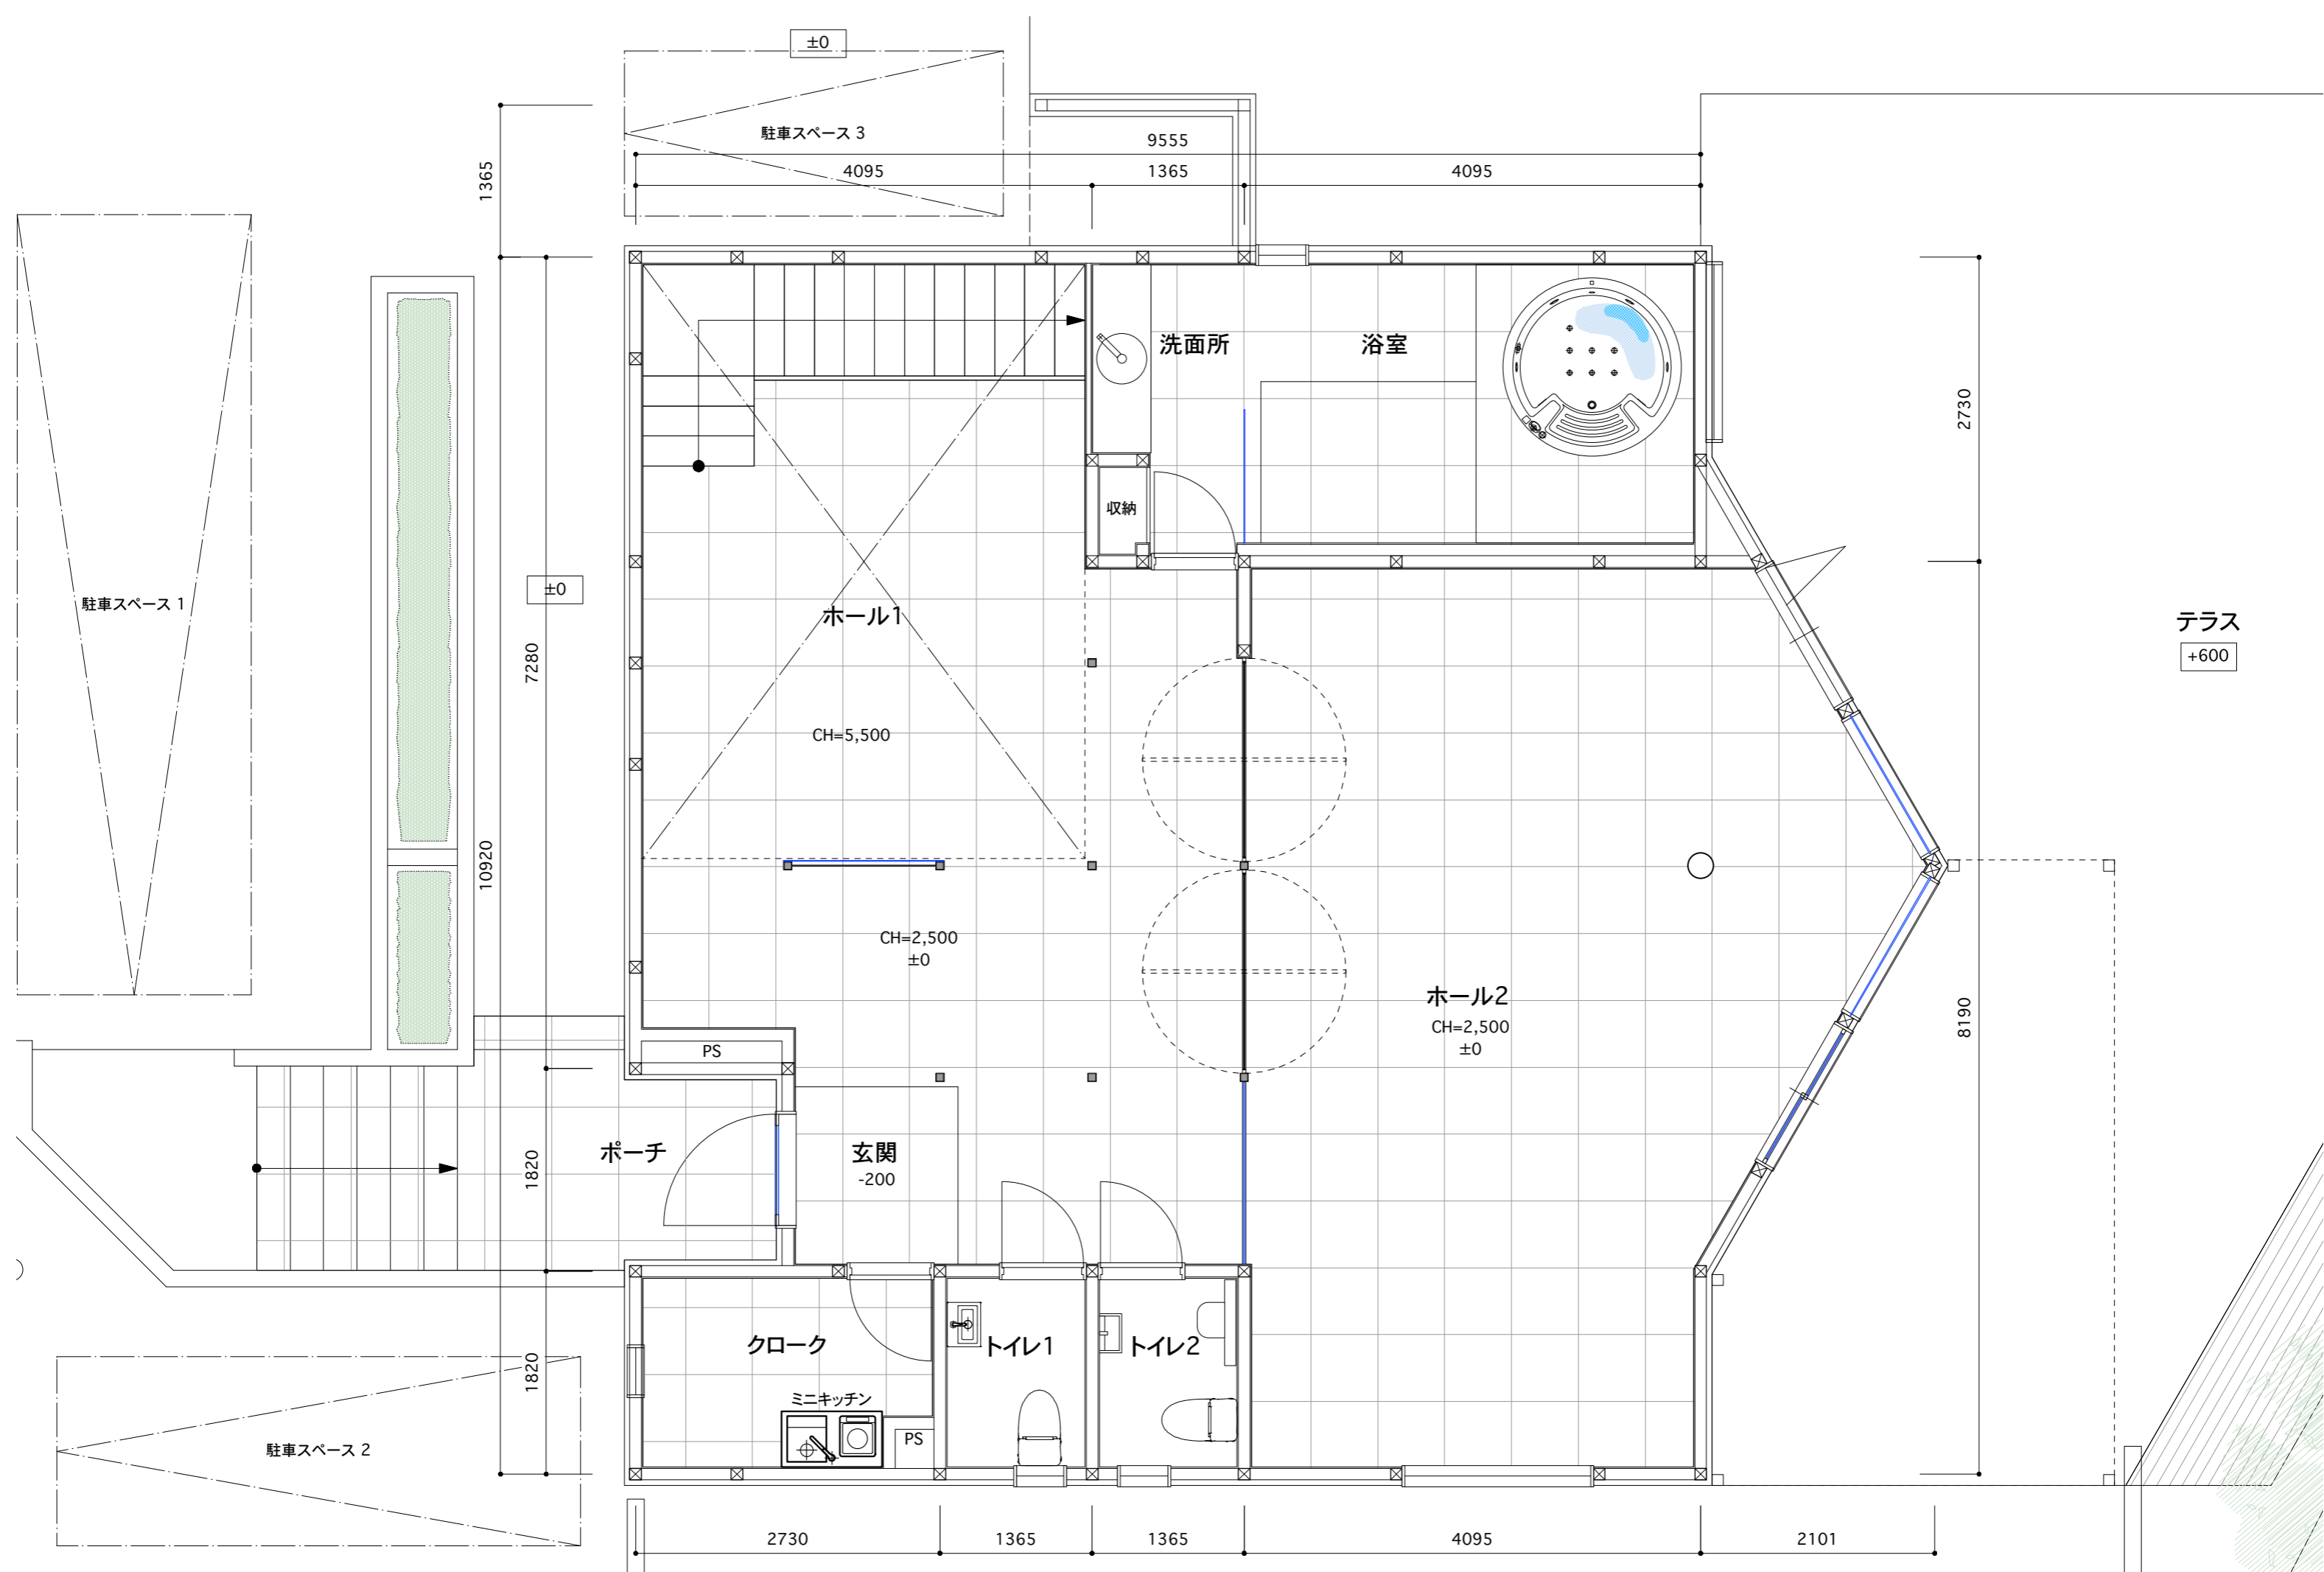 ±0
駐車スペース 3
9555
4095
1365
4095
1365
洗面所
浴室
2730
収納
駐車スペース 1
±0
ホール1
テラス
+600
7280
CH=5,500
10920
CH=2,500
±0
ホール2
CH=2,500
±0
8190
PS
ポーチ
玄関
-200
1820
クローク
トイレ1
トイレ2
1820
ミニキッチン
PS
駐車スペース 2
2730
1365
1365
4095
2101